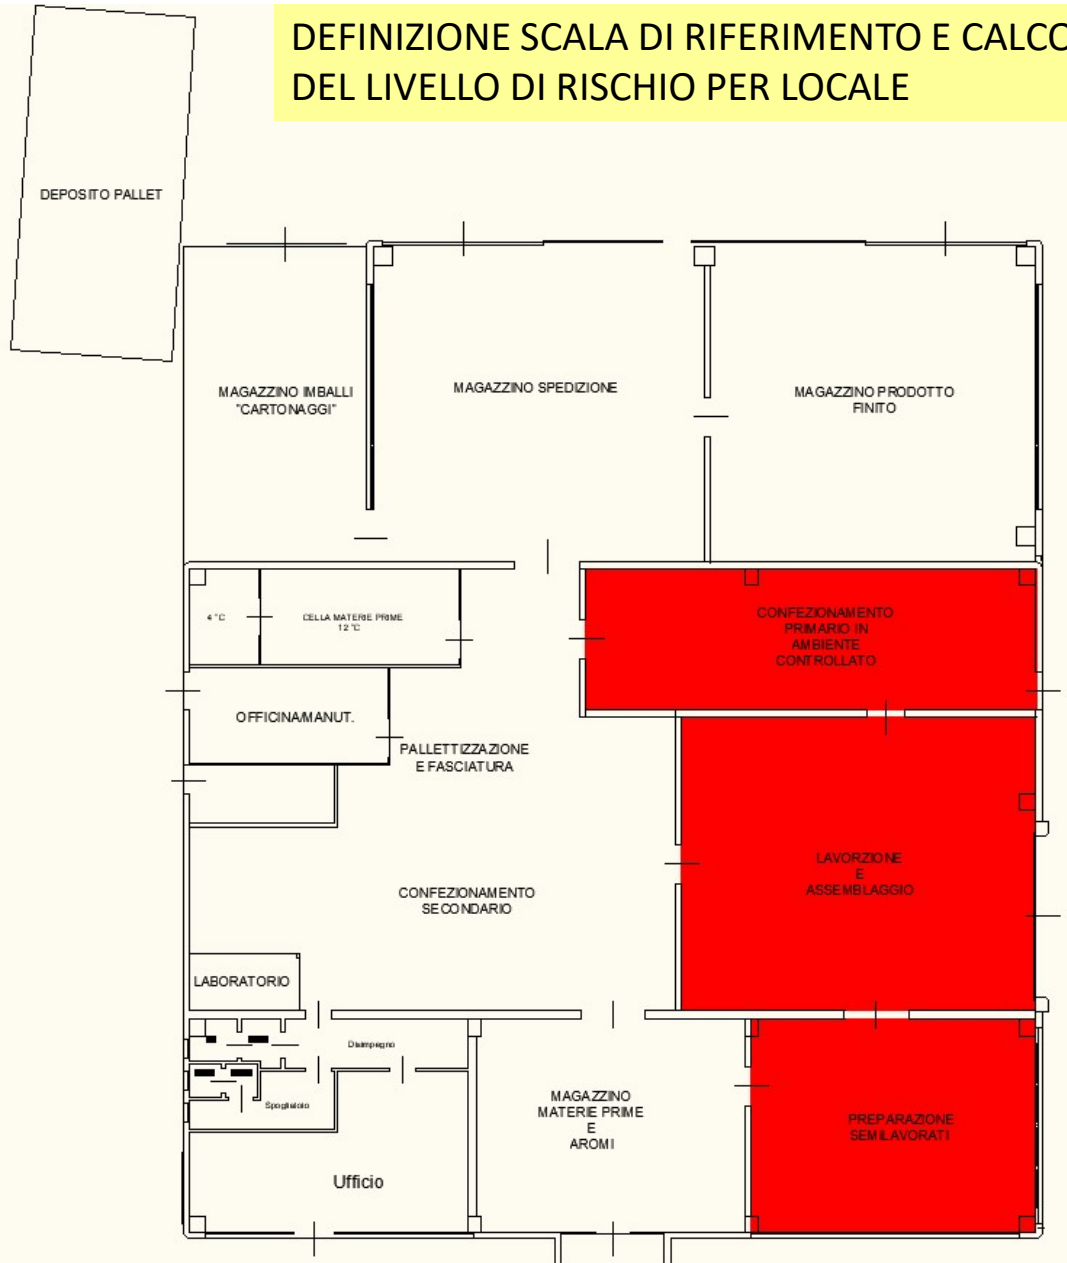 DEFINIZIONE SCALA DI RIFERIMENTO E CALCO
DEL LIVELLO DI RISCHIO PER LOCALE
DEPOSITO PALLET
MAGAZZINO IMBALLI
"CARTONAGGI"
MAGAZZINO SPEDIZIONE
MAGAZZINO PRODOTTO
FINITO
4 °C
CELLA MATERIE PRIME
12 °C
CONFEZIONAMENTO
PRIMARIO IN
AMBIENTE
CONTROLLATO
OFFICINA/MANUT.
PALLETTIZZAZIONE
E FASCIATURA
LAVORZIONE
E
ASSEMBLAGGIO
CONFEZIONAMENTO
SECONDARIO
LABORATORIO
Disimpegno
Spogliatoio
MAGAZZINO
MATERIE PRIME
E
AROMI
PREPARAZIONE
SEMILAVORATI
Ufficio